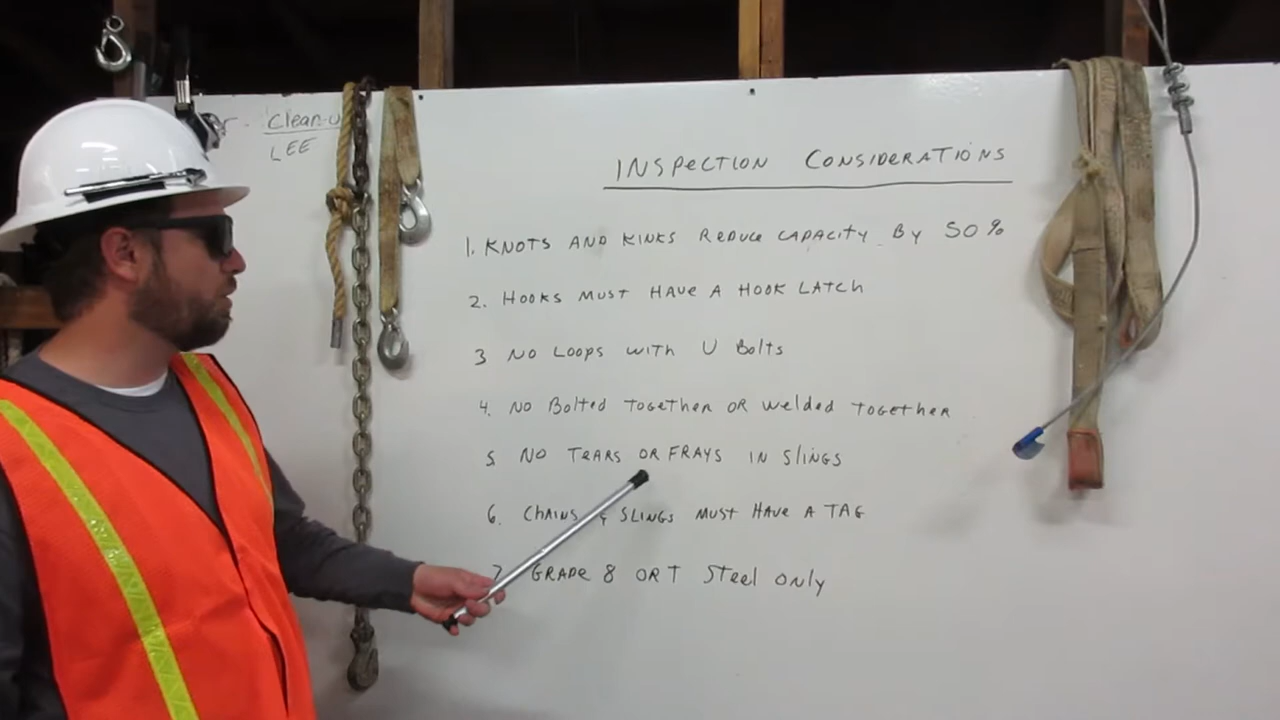 Clean-u
LEE
INSPECTION CONSIDERATIONS
1. KNOTS AND KINKS REDUCE CAPACITY BY 50%
2. HOOKS MUST HAVE A HOOK LATCH
3 NO LOOPS WITH U BOLTS
4. NO Bolted TOGETHER OR Welded TOGETHER
5. NO TEARS OR FRAYS IN SlINGS
6. CHAINS & SLINGS MUST HAVE A TAG
7 GRADE 8 OR T Steel ONly